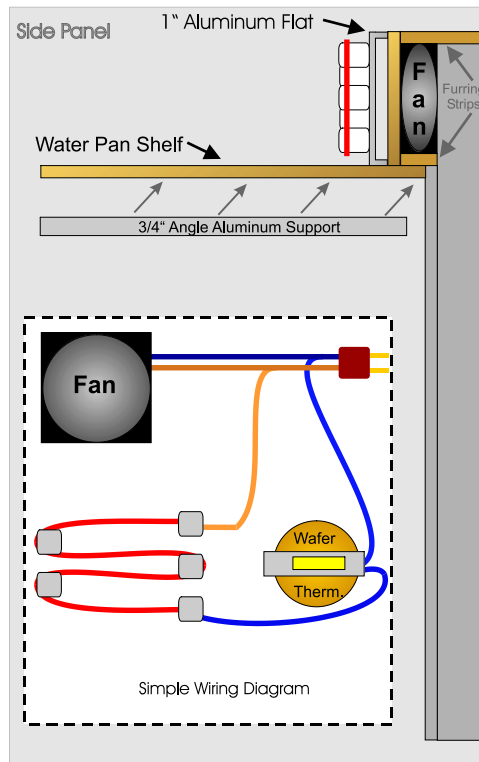 Side Panel
1“ Aluminum Flat
Fan
Furring
Strips
Water Pan Shelf
3/4“ Angle Aluminum Support
Fan
Wafer
Therm.
Simple Wiring Diagram